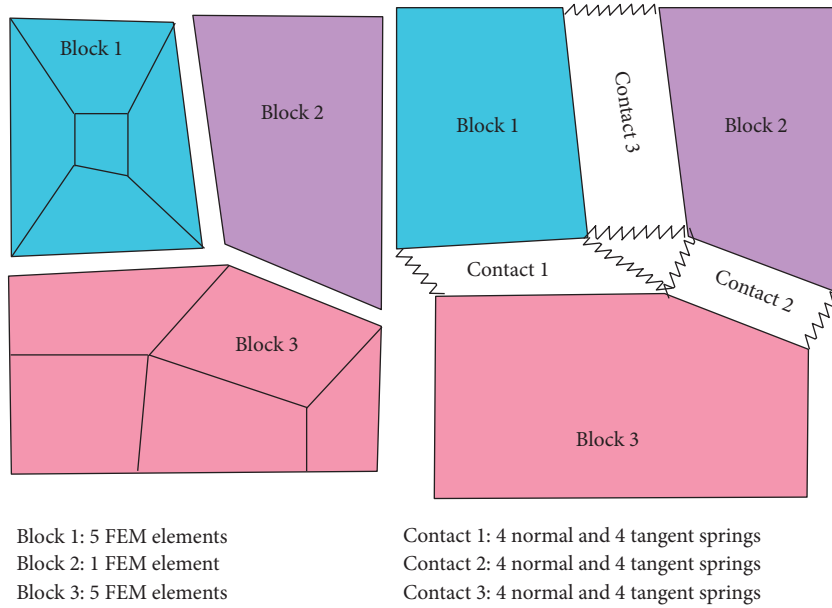 Block 1
Block 2
Block 3
Block 1
Contact 3
Block 2
Contact 1
Contact 2
Block 3
Block 1: 5 FEM elements
Block 2: 1 FEM element
Block 3: 5 FEM elements
Contact 1: 4 normal and 4 tangent springs
Contact 2: 4 normal and 4 tangent springs
Contact 3: 4 normal and 4 tangent springs